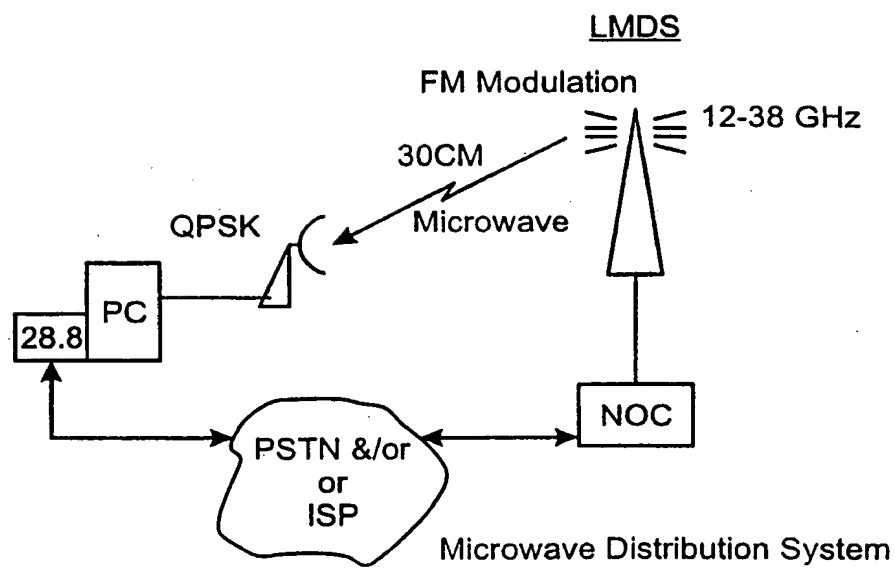 LMDS
FM Modulation
12-38 GHz
30CM
Microwave
QPSK
PC
28.8
NOC
PSTN &/or
or
ISP
Microwave Distribution System